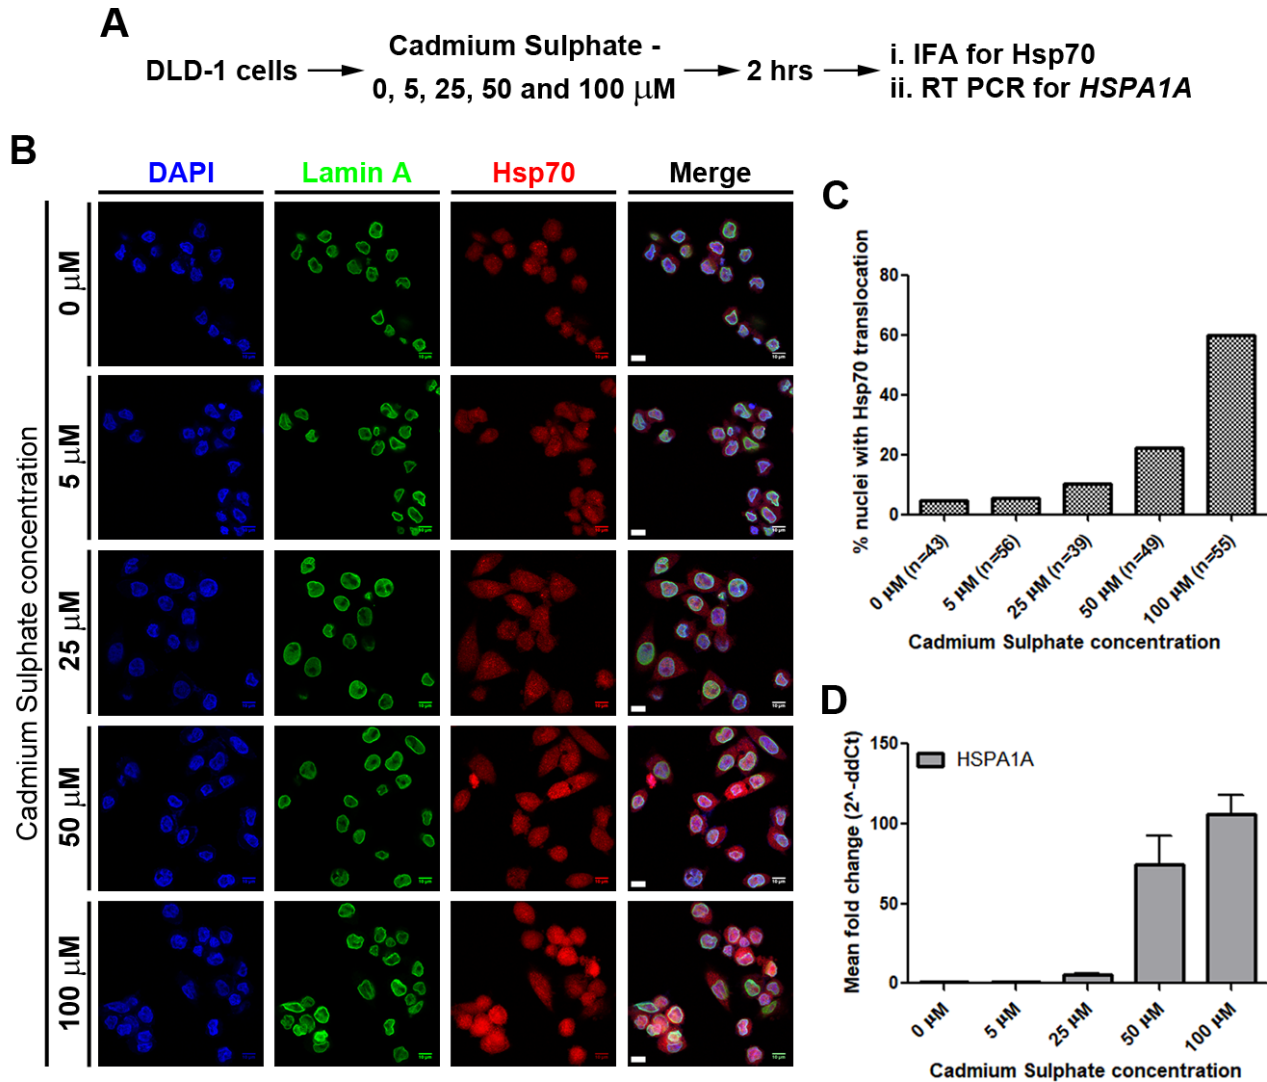 A
DLD-1 cells
Cadmium Sulphate -
0, 5, 25, 50 and 100 µM
2 hrs
i. IFA for Hsp70
ii. RT PCR for HSPA1A
B
DAPI
Lamin A
Hsp70
Merge
Cadmium Sulphate concentration
0 µM
5 µM
25 µM
50 µM
100 µM
C
% nuclei with Hsp70 translocation
80
60
40
20
0
0 µM (n=43)
5 µM (n=56)
25 µM (n=39)
50 µM (n=49)
100 µM (n=55)
Cadmium Sulphate concentration
D
Mean fold change (2^-ddCt)
150
100
50
0
HSPA1A
0 µM
5 µM
25 µM
50 µM
100 µM
Cadmium Sulphate concentration